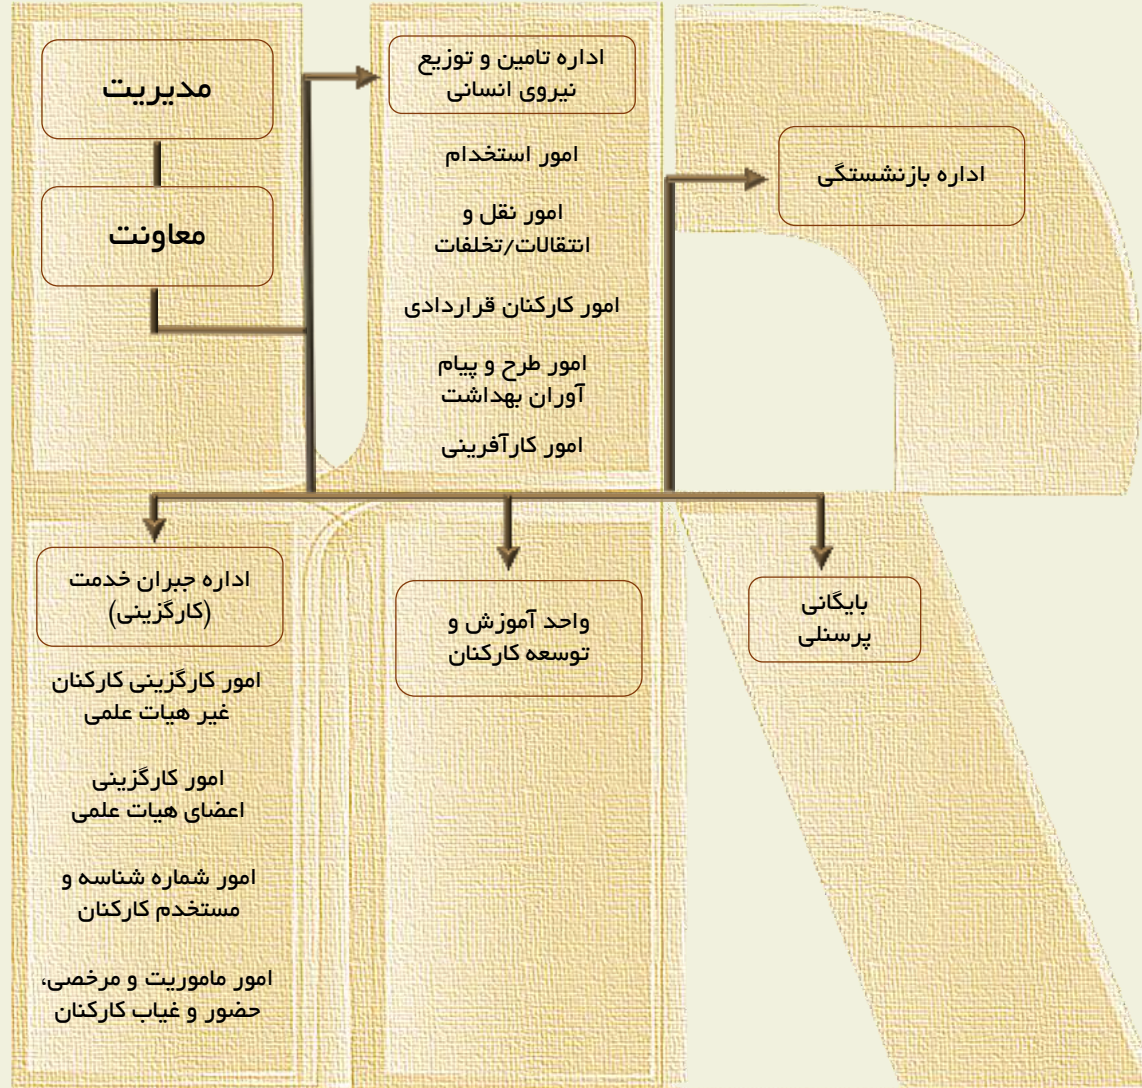 مدیریت
معاونت
اداره تامین و توزیع
نیروی انسانی
امور استخدام
امور نقل و
انتقالات/تخلفات
امور کارکنان قراردادی
امور طرح و پیام
آوران بهداشت
امور کارآفرینی
اداره بازنشستگی
اداره جبران خدمت
(کارگزینی)
امور کارگزینی کارکنان
غیر هیات علمی
امور کارگزینی
اعضای هیات علمی
امور شماره شناسه و
مستخدم کارکنان
امور ماموریت و مرخصی،
حضور و غیاب کارکنان
واحد آموزش و
توسعه کارکنان
بایگانی
پرسنلی